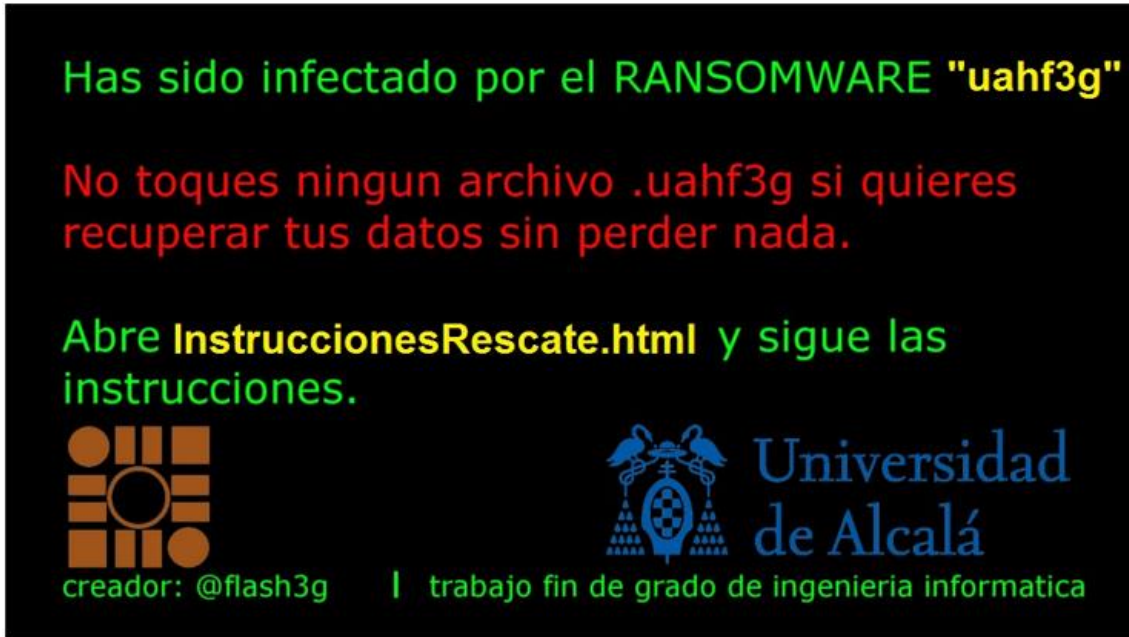 Has sido infectado por el RANSOMWARE "uahf3g"
No toques ningun archivo .uahf3g si quieres
recuperar tus datos sin perder nada.
Abre InstruccionesRescate.html y sigue las
instrucciones.
Universidad
de Alcalá
creador: @flash3g | trabajo fin de grado de ingenieria informatica